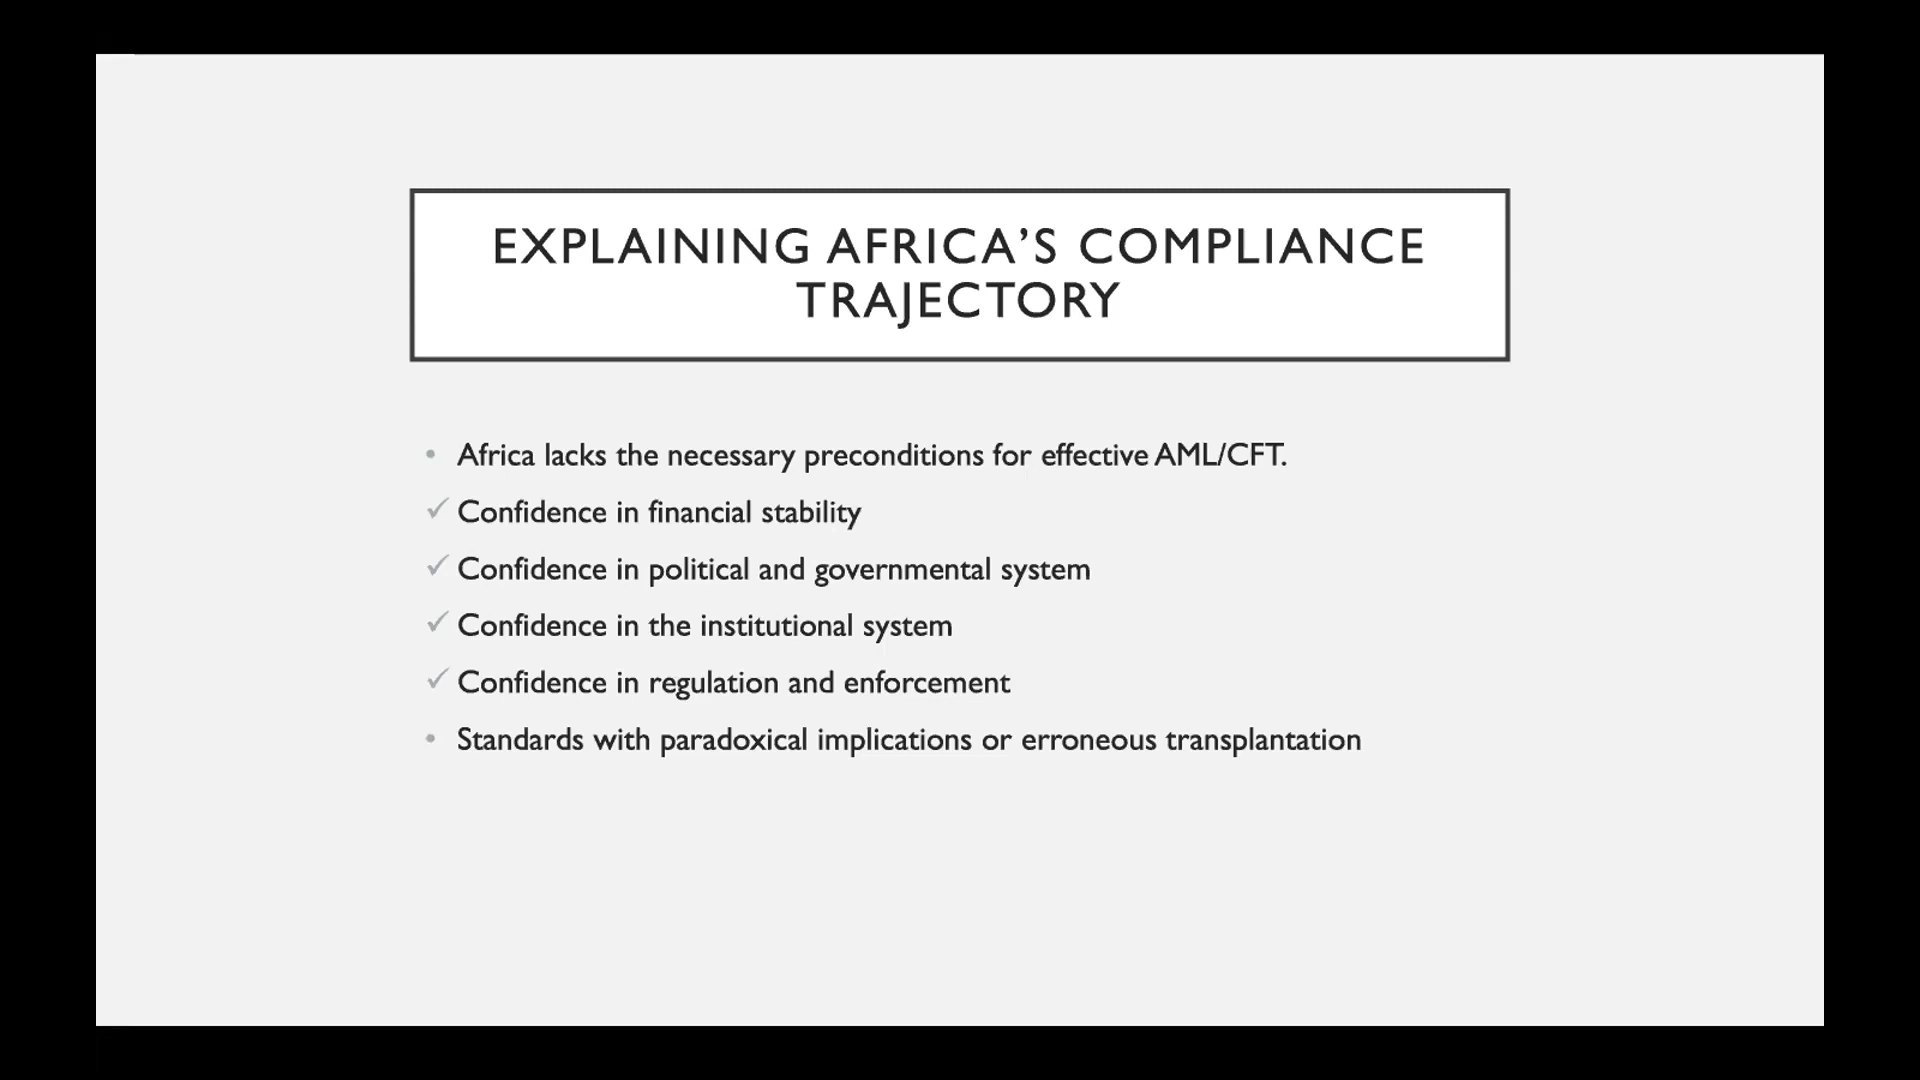 EXPLAINING AFRICA’S COMPLIANCE
TRAJECTORY
• Africa lacks the necessary preconditions for effective AML/CFT.
✓ Confidence in financial stability
✓ Confidence in political and governmental system
✓ Confidence in the institutional system
✓ Confidence in regulation and enforcement
• Standards with paradoxical implications or erroneous transplantation